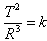 T²/R³ = k